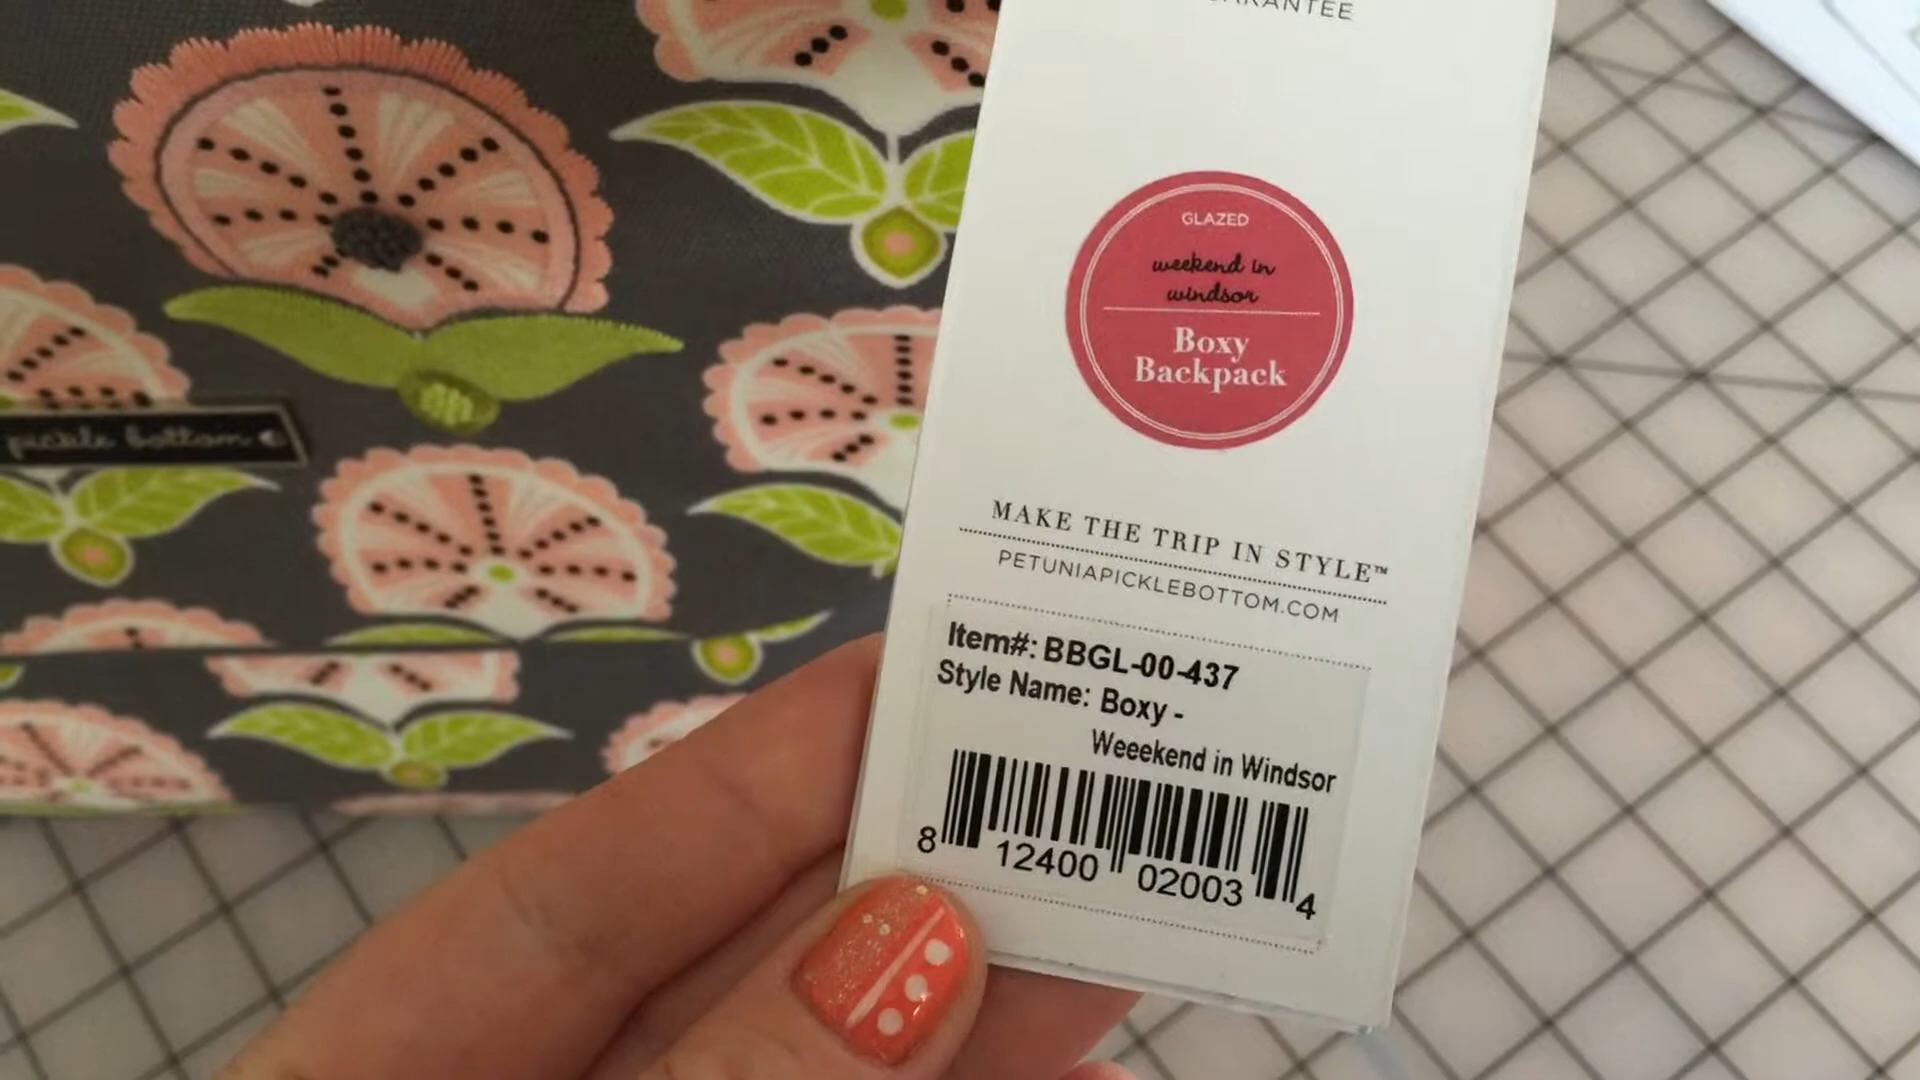 GLAZED
weekend in
windsor
Boxy
Backpack
pickle bottom
MAKE THE TRIP IN STYLE™
PETUNIAPICKLEBOTTOM.COM
Item#: BBGL-00-437
Style Name: Boxy -
Weeekend in Windsor
8 12400 02003 4